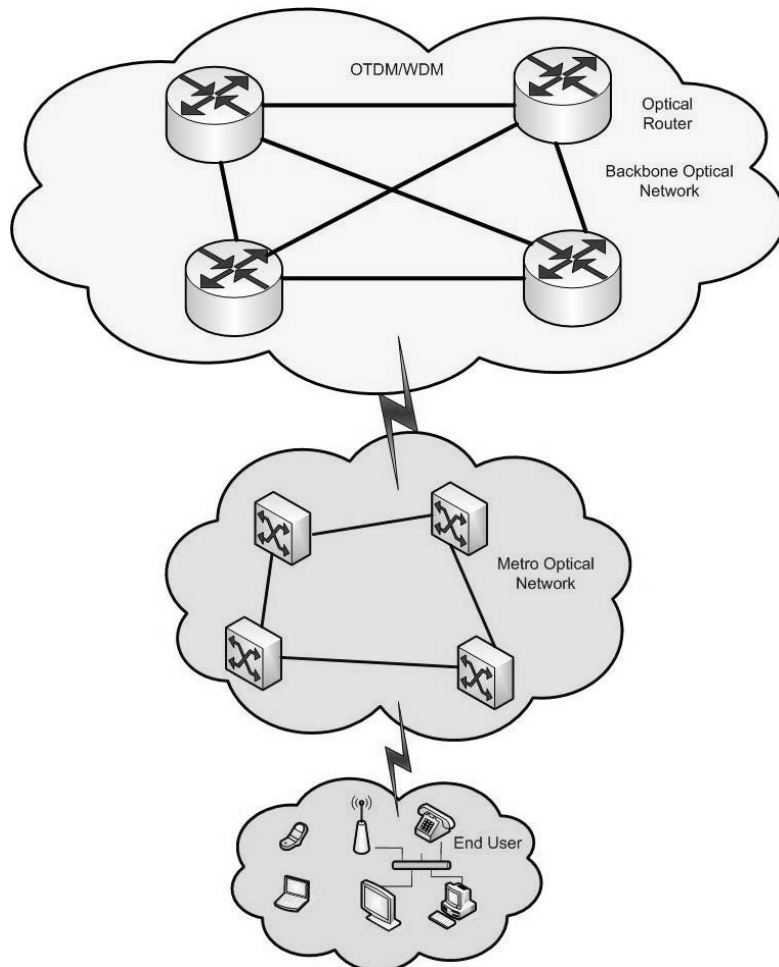 OTDM/WDM
Optical
Router
Backbone Optical
Network
Metro Optical
Network
End User